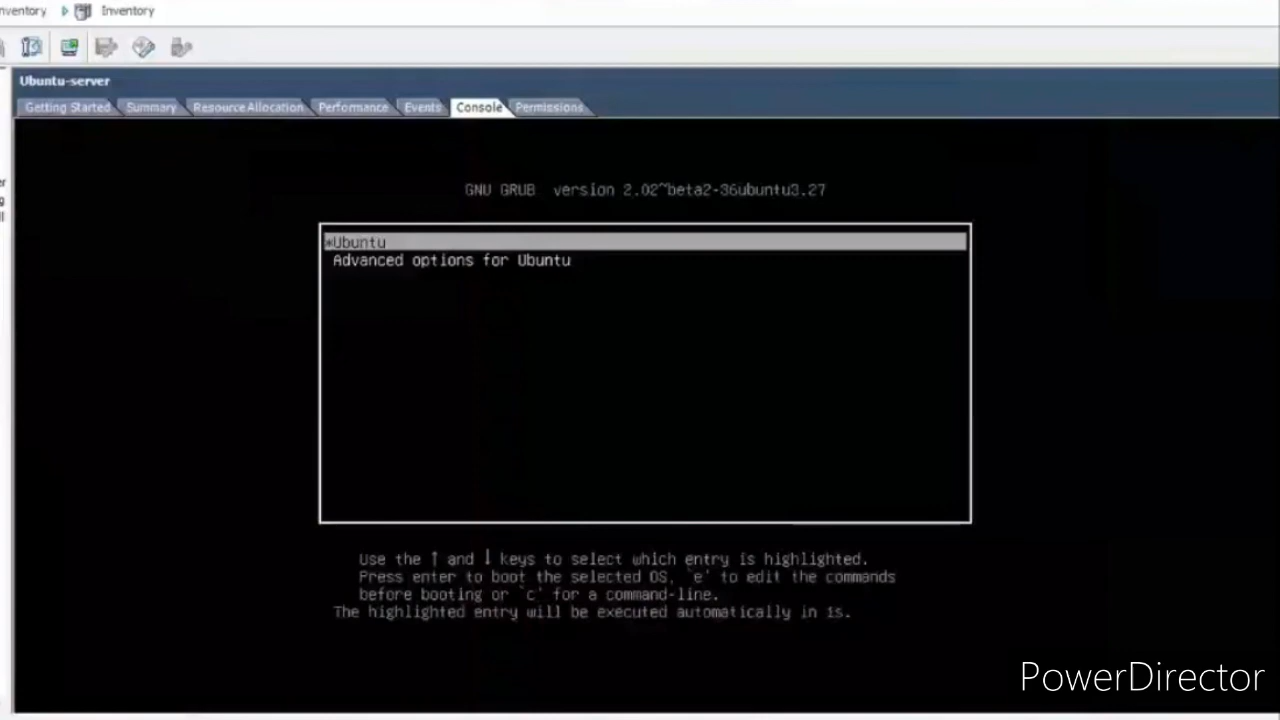 nventory Inventory
Ubuntu-server
Getting Started Summary Resource Allocation Performance Events Console Permissions
GNU GRUB version 2.02~beta2-36ubuntu3.27
*Ubuntu
Advanced options for Ubuntu
Use the ↑ and ↓ keys to select which entry is highlighted.
Press enter to boot the selected OS, `e' to edit the commands
before booting or `c' for a command-line.
The highlighted entry will be executed automatically in 1s.
PowerDirector